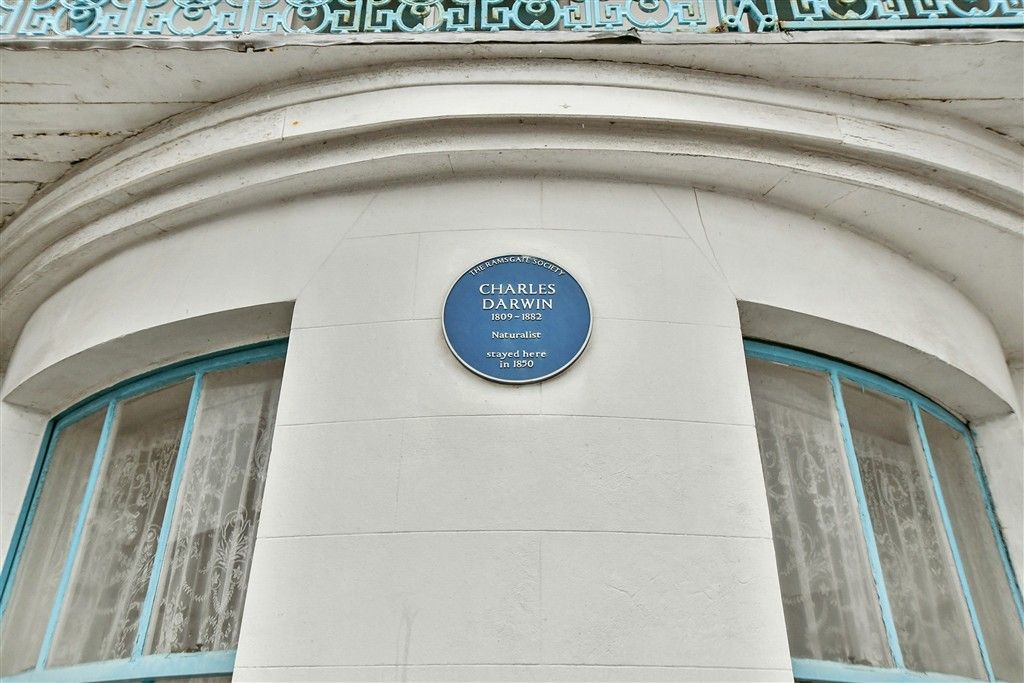 THE RAMSGATE SOCIETY
CHARLES
DARWIN
1809-1882
Naturalist
stayed here
in 1850